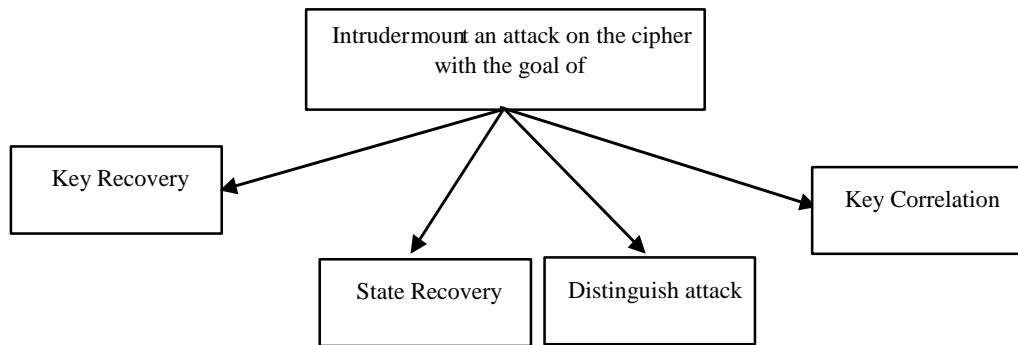 Intrudermount an attack on the cipher
with the goal of
Key Recovery
Key Correlation
State Recovery
Distinguish attack